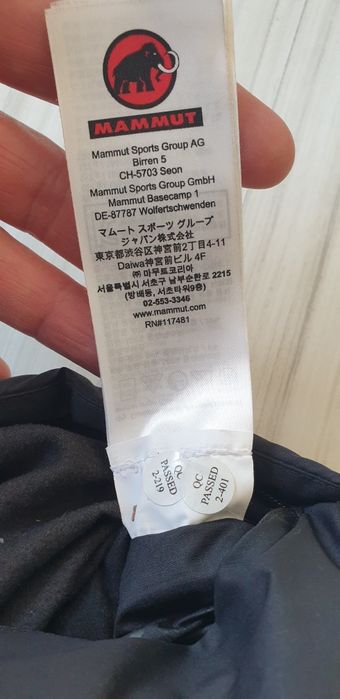 MAMMUT
Mammut Sports Group AG
Birren 5
CH-5703 Seon
Mammut Sports Group GmbH
Mammut Basecamp 1
DE-87787 Wolfertschwenden
マムート スポーツ グループ
ジャパン株式会社
東京都渋谷区神宮前2丁目4-11
Daiwa神宮前ビル 4F
㈜ 마무트코리아
서울특별시 서초구 남부순환로 2215
(방배동, 서초타워9층)
02-553-3346
www.mammut.com
RN#117481
QC
PASSED
2-219
QC
PASSED
2-401